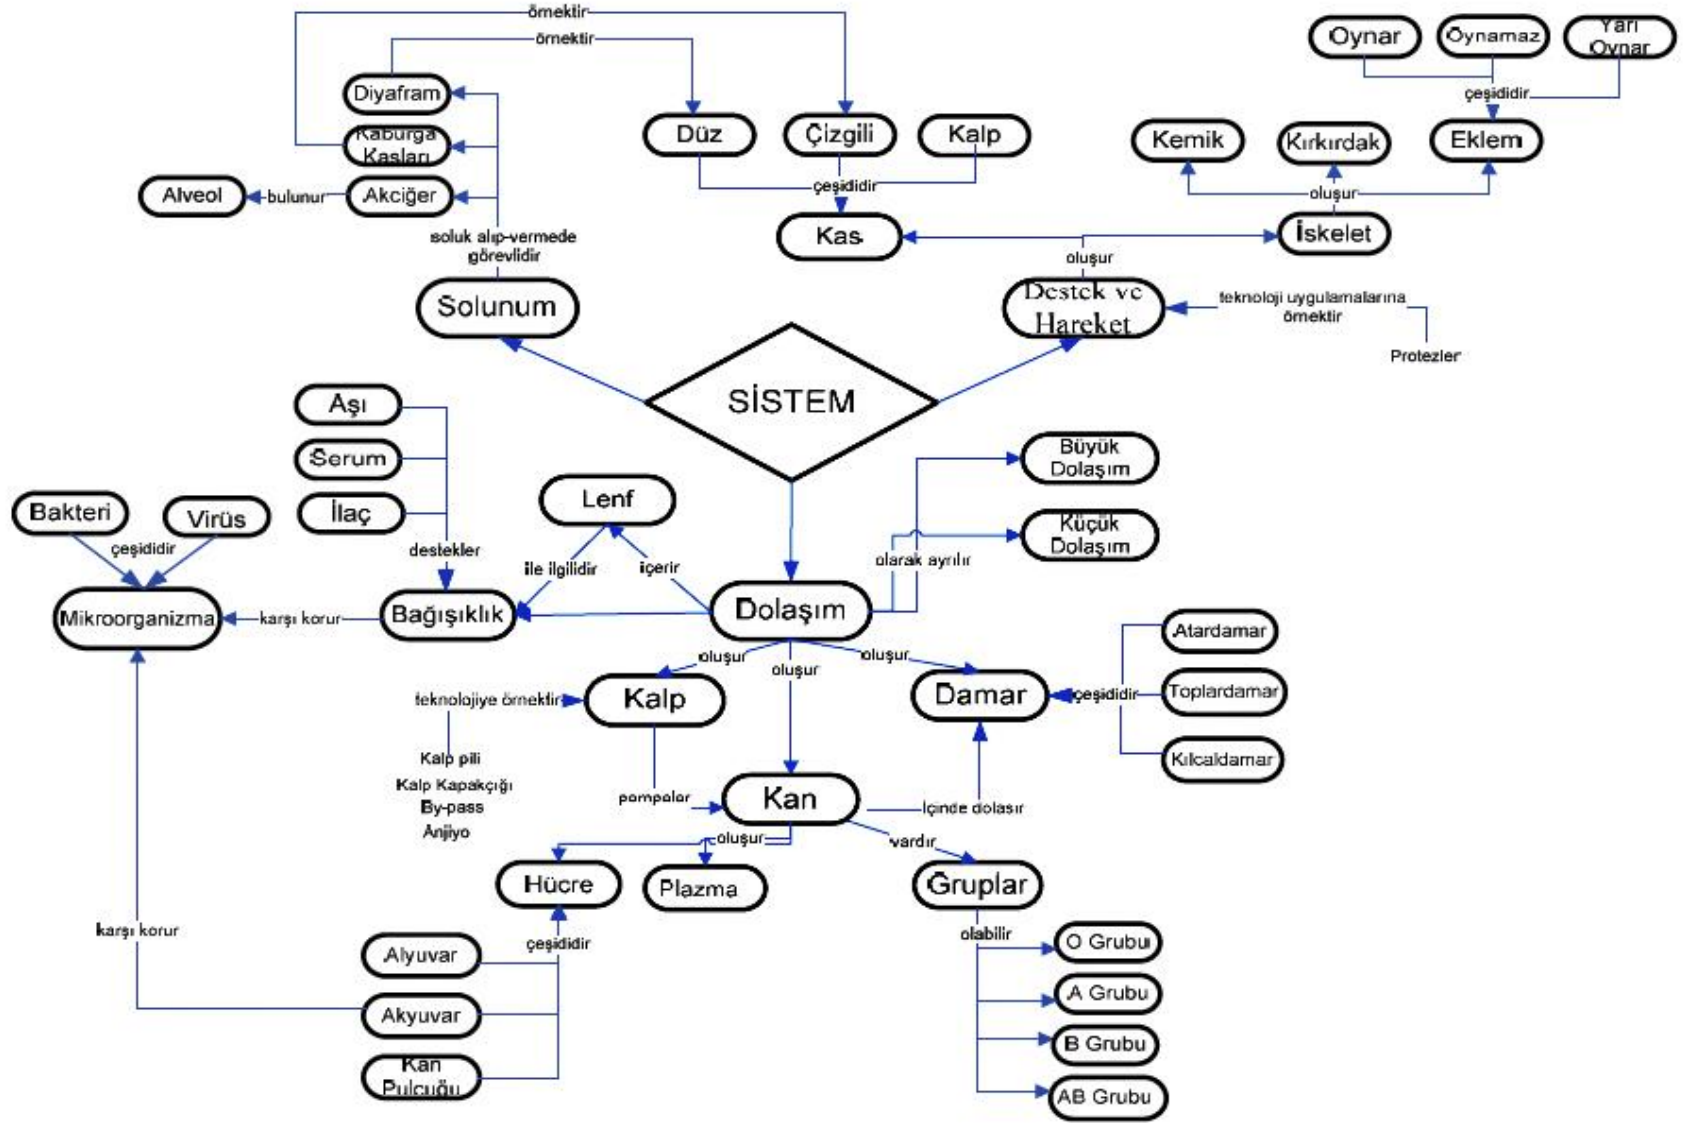 örnektir
örnektir
Oynar
Oynamaz
Yarı
Oynar
çeşididir
Diyafram
Kaburga
Kasları
Düz
Çizgili
Kalp
Kemik
Kırkırdak
Eklem
Alveol
bulunur
Akciğer
çeşididir
oluşur
soluk alıp-vermede
görevlidir
Kas
oluşur
İskelet
Solunum
Destek ve
Hareket
teknoloji uygulamalarına
örnektir
Protezler
SİSTEM
Aşı
Serum
İlaç
destekler
Büyük
Dolaşım
Küçük
Dolaşım
olarak ayrılır
Bakteri
Virüs
çeşididir
Lenf
ile ilgilidir
içerir
Mikroorganizma
karşı korur
Bağışıklık
Dolaşım
oluşur
oluşur
oluşur
Atardamar
Toplardamar
Kılcaldamar
çeşididir
teknolojiye örnektir
Kalp
Damar
Kalp pili
Kalp Kapakçığı
By-pass
Anjiyo
pompalar
Kan
İçinde dolaşır
oluşur
vardır
Hücre
Plazma
Gruplar
karşı korur
çeşididir
olabilir
Alyuvar
Akyuvar
Kan
Pulcuğu
O Grubu
A Grubu
B Grubu
AB Grubu